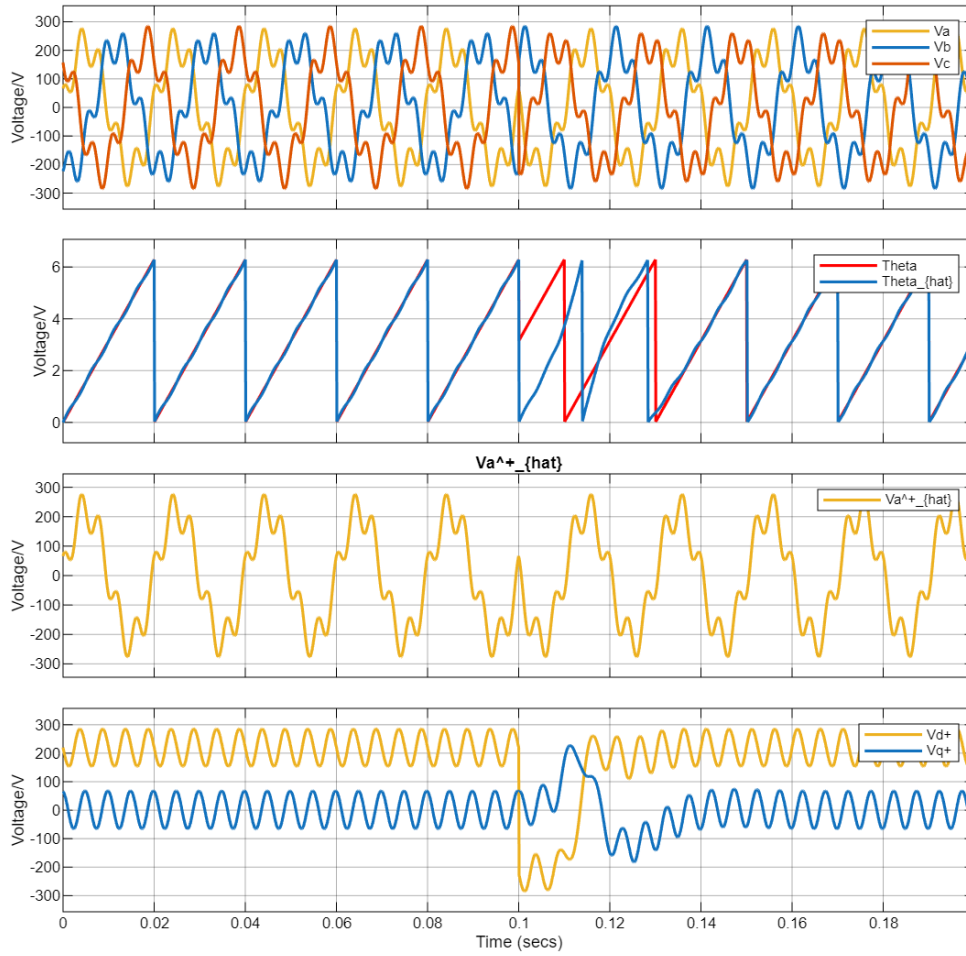 300
200
100
0
-100
-200
-300
Voltage/V
Va
Vb
Vc
6
4
2
0
Voltage/V
Theta
Theta_{hat}
Va^+_{hat}
300
200
100
0
-100
-200
-300
Voltage/V
Va^+_{hat}
300
200
100
0
-100
-200
-300
Voltage/V
Vd+
Vq+
0 0.02 0.04 0.06 0.08 0.1 0.12 0.14 0.16 0.18
Time (secs)